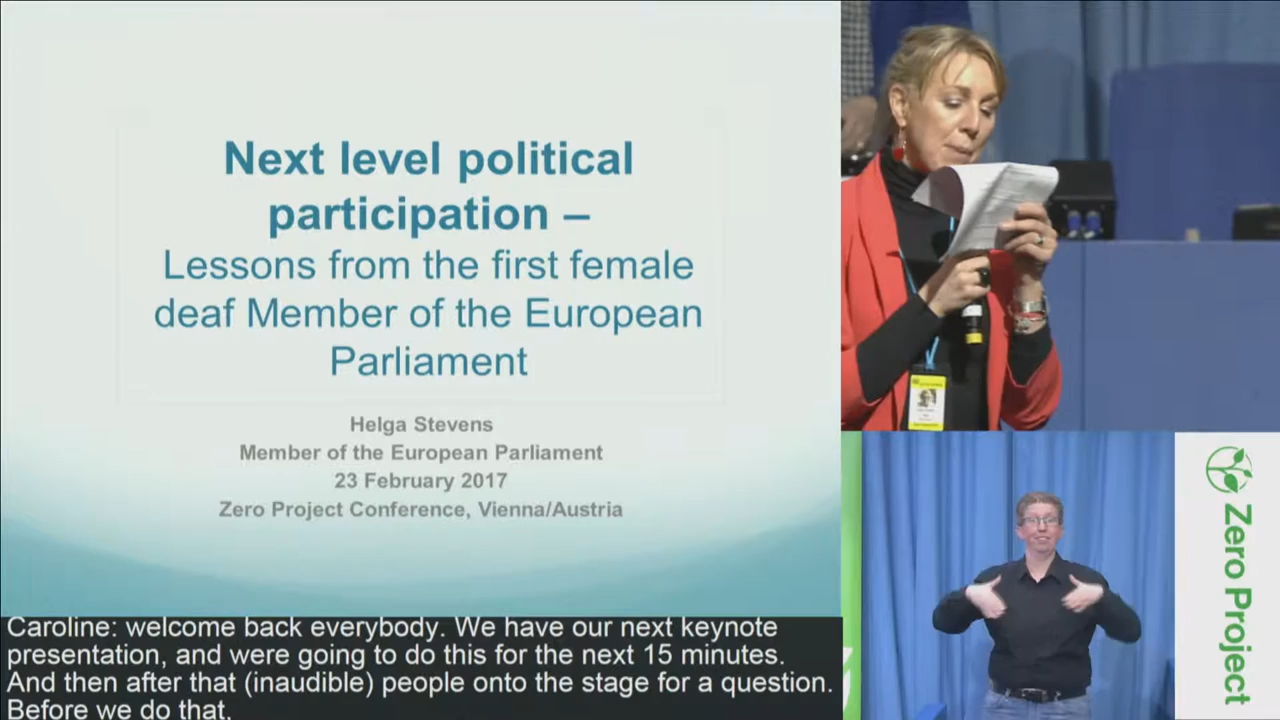 Next level political
participation –
Lessons from the first female
deaf Member of the European
Parliament
Helga Stevens
Member of the European Parliament
23 February 2017
Zero Project Conference, Vienna/Austria
Caroline: welcome back everybody. We have our next keynote
presentation, and were going to do this for the next 15 minutes.
And then after that (inaudible) people onto the stage for a question.
Before we do that,
Zero Project